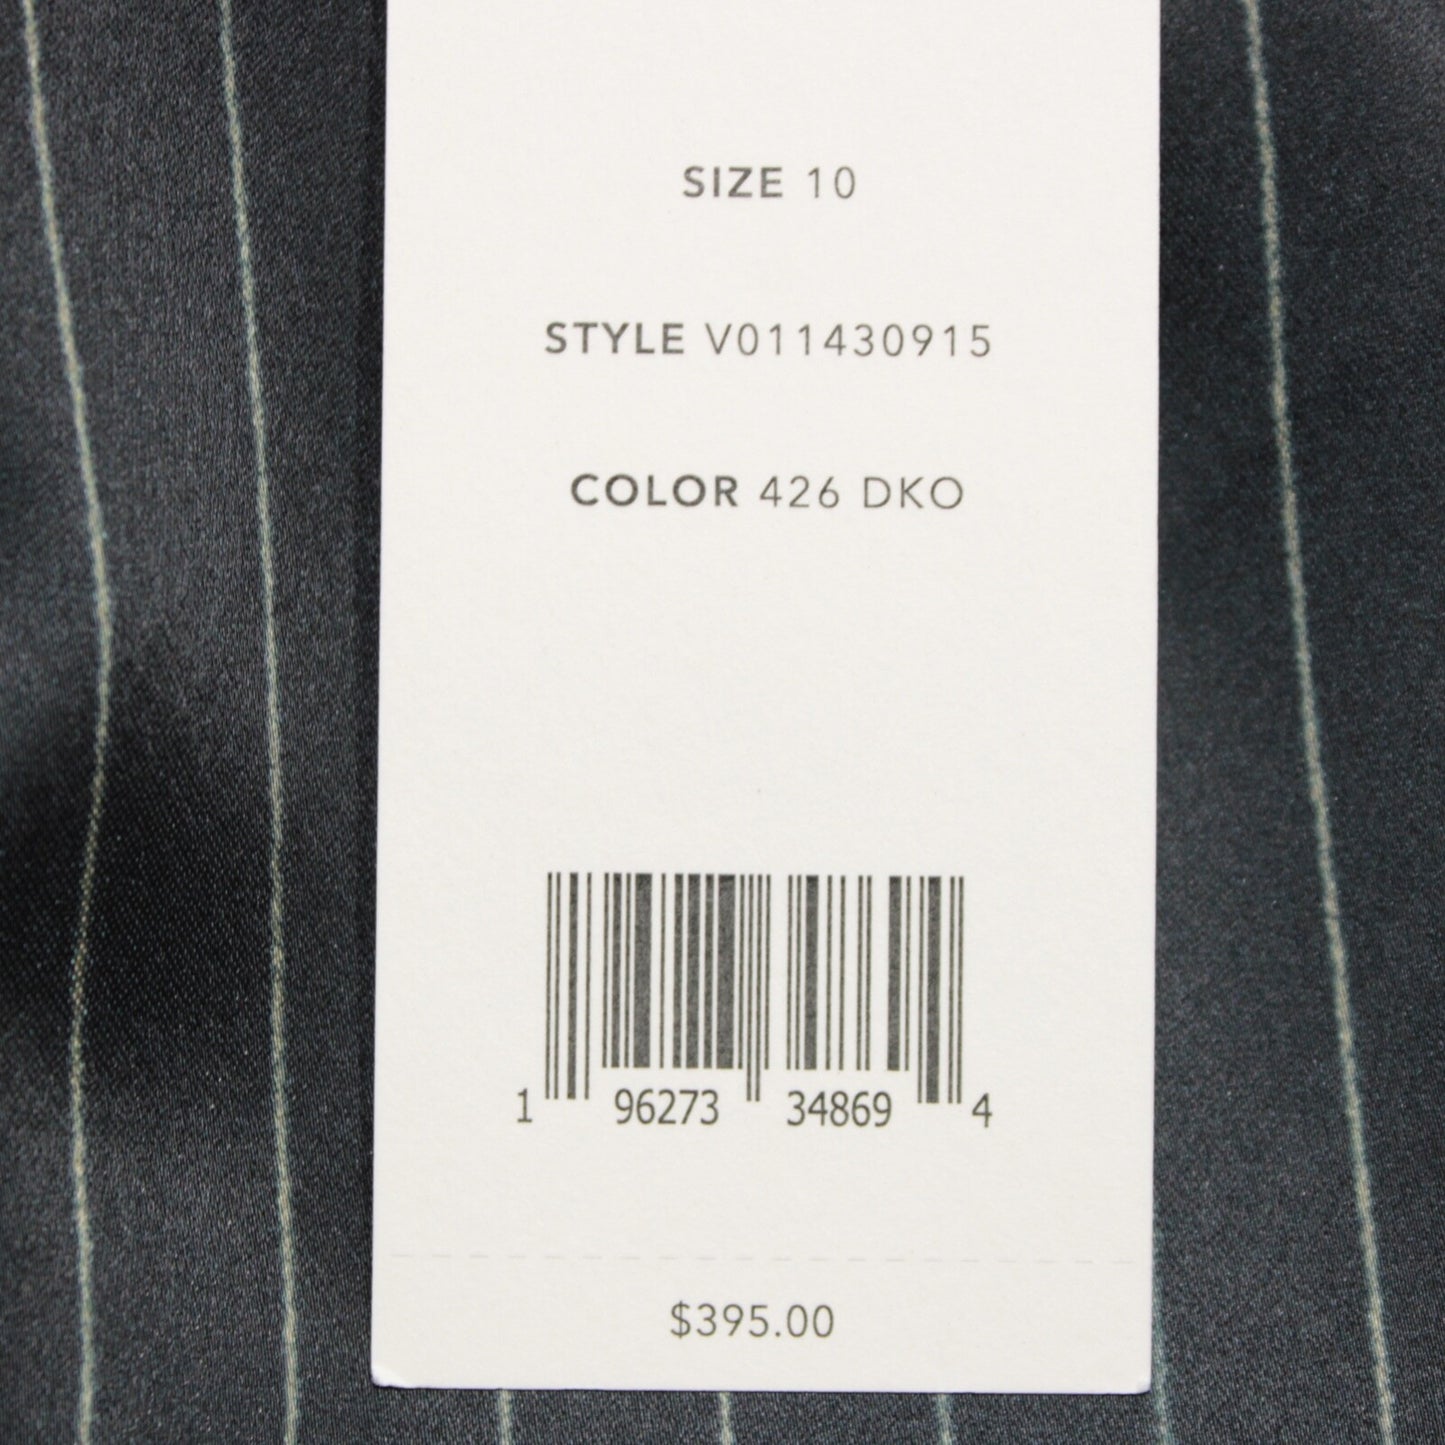 SIZE 10
STYLE V011430915
COLOR 426 DKO
1 96273 34869 4
$395.00